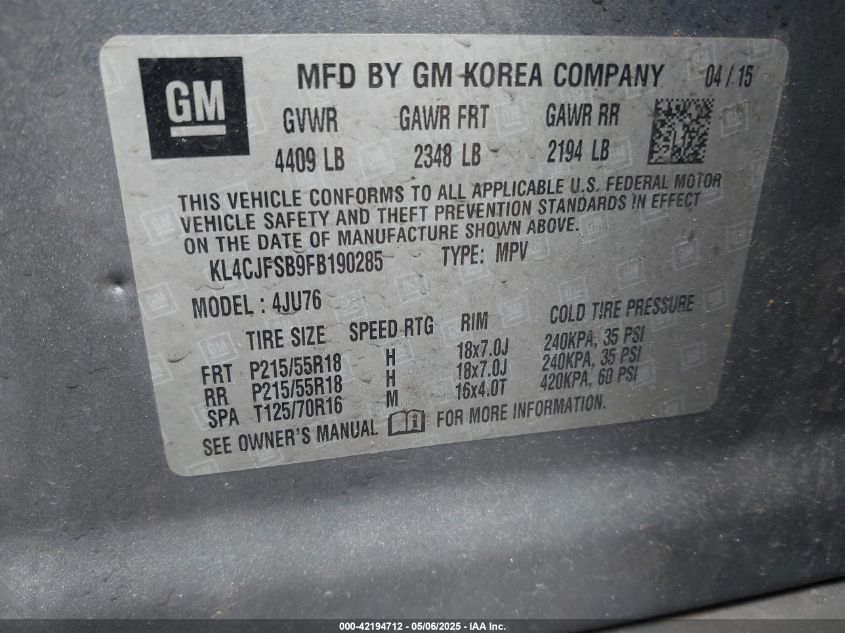 GM
MFD BY GM KOREA COMPANY 04 / 15
GVWR GAWR FRT GAWR RR
4409 LB 2348 LB 2194 LB
THIS VEHICLE CONFORMS TO ALL APPLICABLE U.S. FEDERAL MOTOR
VEHICLE SAFETY AND THEFT PREVENTION STANDARDS IN EFFECT
ON THE DATE OF MANUFACTURE SHOWN ABOVE.
KL4CJFSB9FB190285 TYPE: MPV
MODEL : 4JU76
TIRE SIZE SPEED RTG RIM COLD TIRE PRESSURE
FRT P215/55R18 H 18x7.0J 240KPA, 35 PSI
RR P215/55R18 H 18x7.0J 240KPA, 35 PSI
SPA T125/70R16 M 16x4.0T 420KPA, 60 PSI
SEE OWNER'S MANUAL FOR MORE INFORMATION.
000-42194712 - 05/06/2025 - IAA Inc.